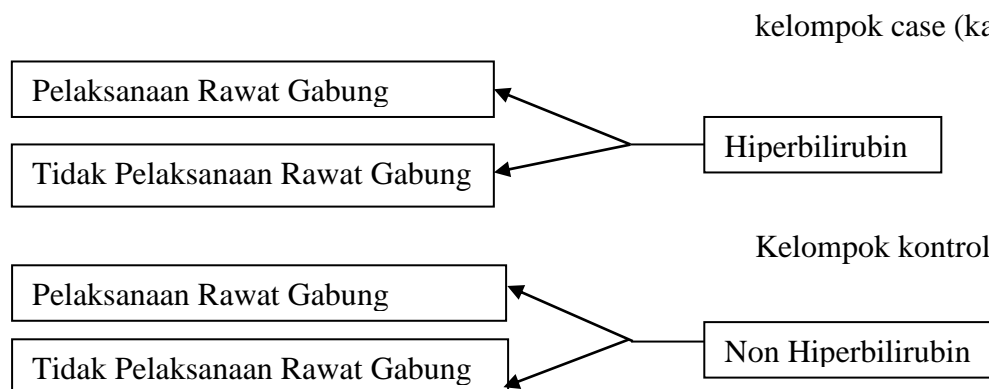 kelompok case (ka
Pelaksanaan Rawat Gabung
Hiperbilirubin
Tidak Pelaksanaan Rawat Gabung
Kelompok kontrol
Pelaksanaan Rawat Gabung
Non Hiperbilirubin
Tidak Pelaksanaan Rawat Gabung